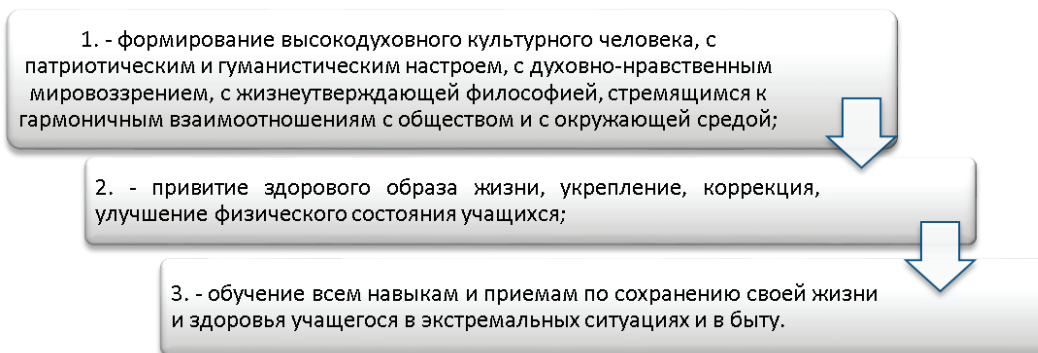 1. - формирование высокодуховного культурного человека, с
патриотическим и гуманистическим настроем, с духовно-нравственным
мировоззрением, с жизнеутверждающей философией, стремящимся к
гармоничным взаимоотношениям с обществом и с окружающей средой;
2. - привитие здорового образа жизни, укрепление, коррекция,
улучшение физического состояния учащихся;
3. - обучение всем навыкам и приемам по сохранению своей жизни
и здоровья учащегося в экстремальных ситуациях и в быту.